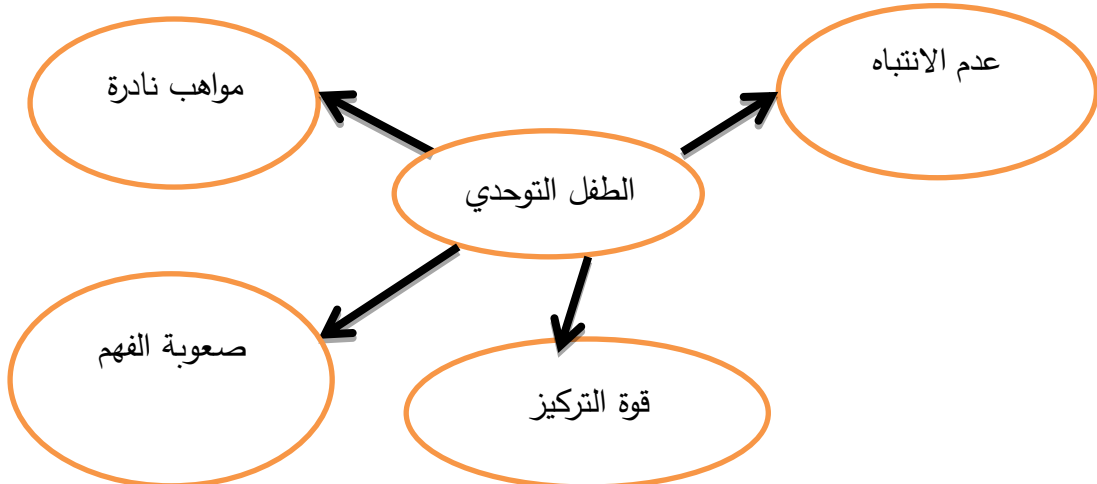 عدم الانتباه
مواهب نادرة
الطفل التوحدي
صعوبة الفهم
قوة التركيز